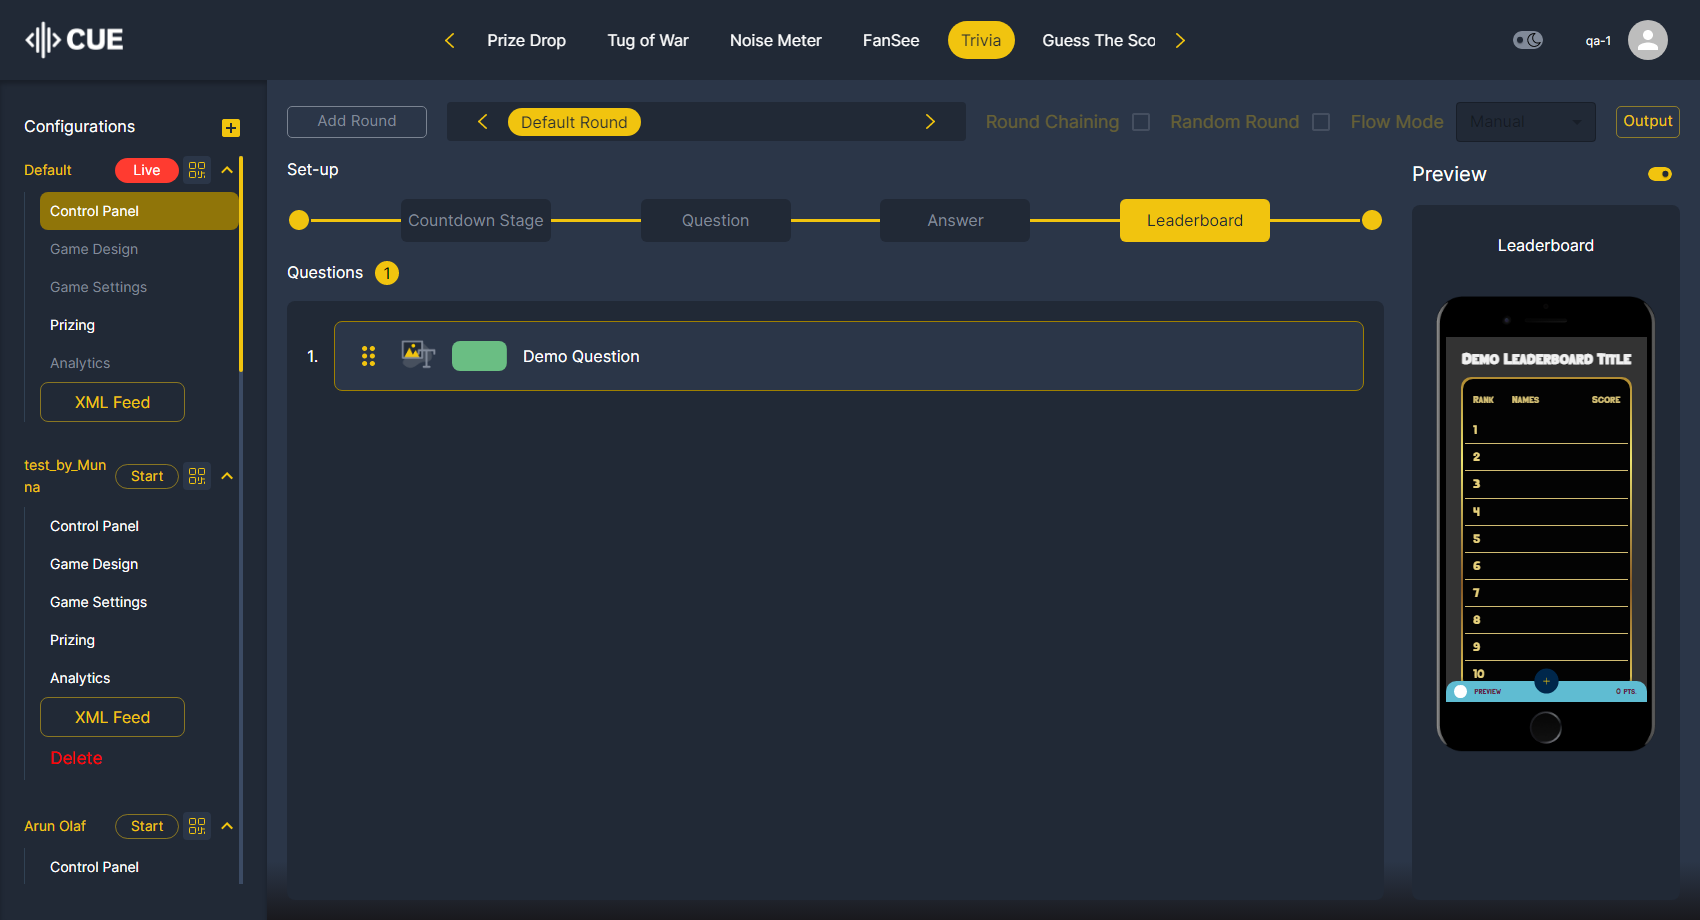 CUE
Prize Drop
Tug of War
Noise Meter
FanSee
Trivia
Guess The Sco
qa-1
Configurations
Default
Live
Control Panel
Game Design
Game Settings
Prizing
Analytics
XML Feed
test_by_Mun
na
Start
Control Panel
Game Design
Game Settings
Prizing
Analytics
XML Feed
Delete
Arun Olaf
Start
Control Panel
Add Round
Default Round
Round Chaining
Random Round
Flow Mode
Manual
Output
Set-up
Countdown Stage
Question
Answer
Leaderboard
Questions 1
1. Demo Question
Preview
Leaderboard
Demo Leaderboard Title
Rank Names Score
1
2
3
4
5
6
7
8
9
10
PREVIEW
0 PTS.